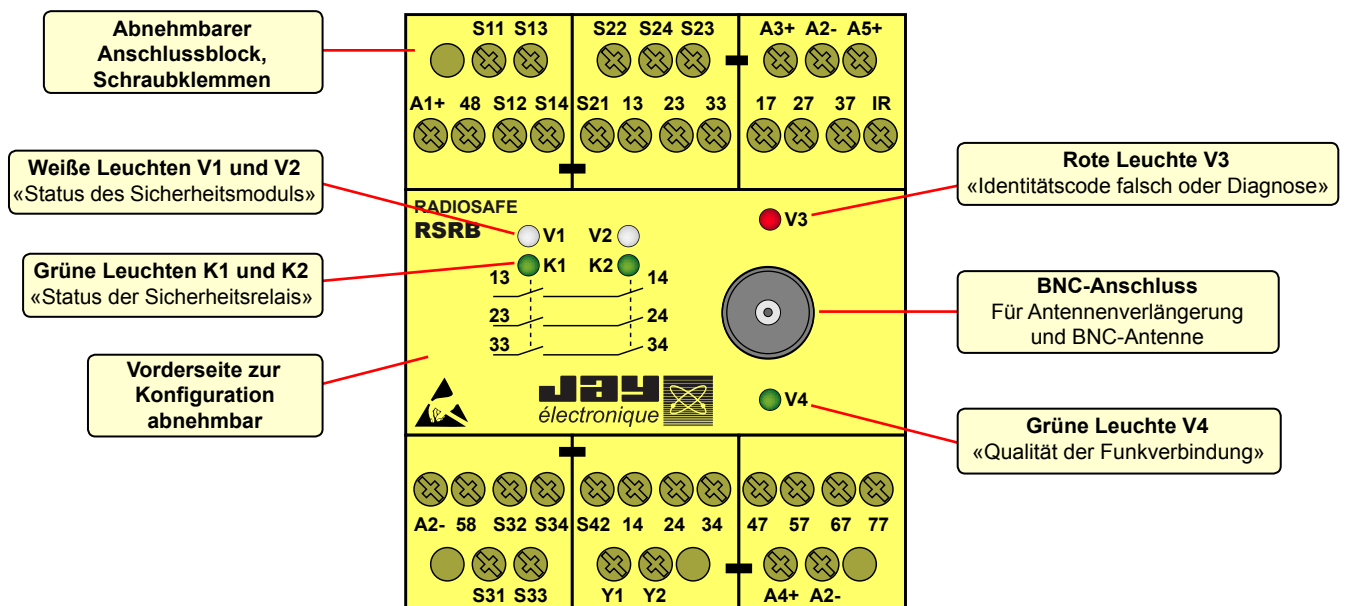 Abnehmbarer
Anschlussblock,
Schraubklemmen
S11 S13
S22 S24 S23
A3+ A2- A5+
A1+ 48 S12 S14
S21 13 23 33
17 27 37 IR
Weiße Leuchten V1 und V2
«Status des Sicherheitsmoduls»
Rote Leuchte V3
«Identitätscode falsch oder Diagnose»
RADIOSAFE
RSRB
V1 V2
V3
Grüne Leuchten K1 und K2
«Status der Sicherheitsrelais»
K1 K2
13 14
23 24
33 34
BNC-Anschluss
Für Antennenverlängerung
und BNC-Antenne
Vorderseite zur
Konfiguration
abnehmbar
Jay
électronique
V4
Grüne Leuchte V4
«Qualität der Funkverbindung»
A2- 58 S32 S34
S42 14 24 34
47 57 67 77
S31 S33
Y1 Y2
A4+ A2-